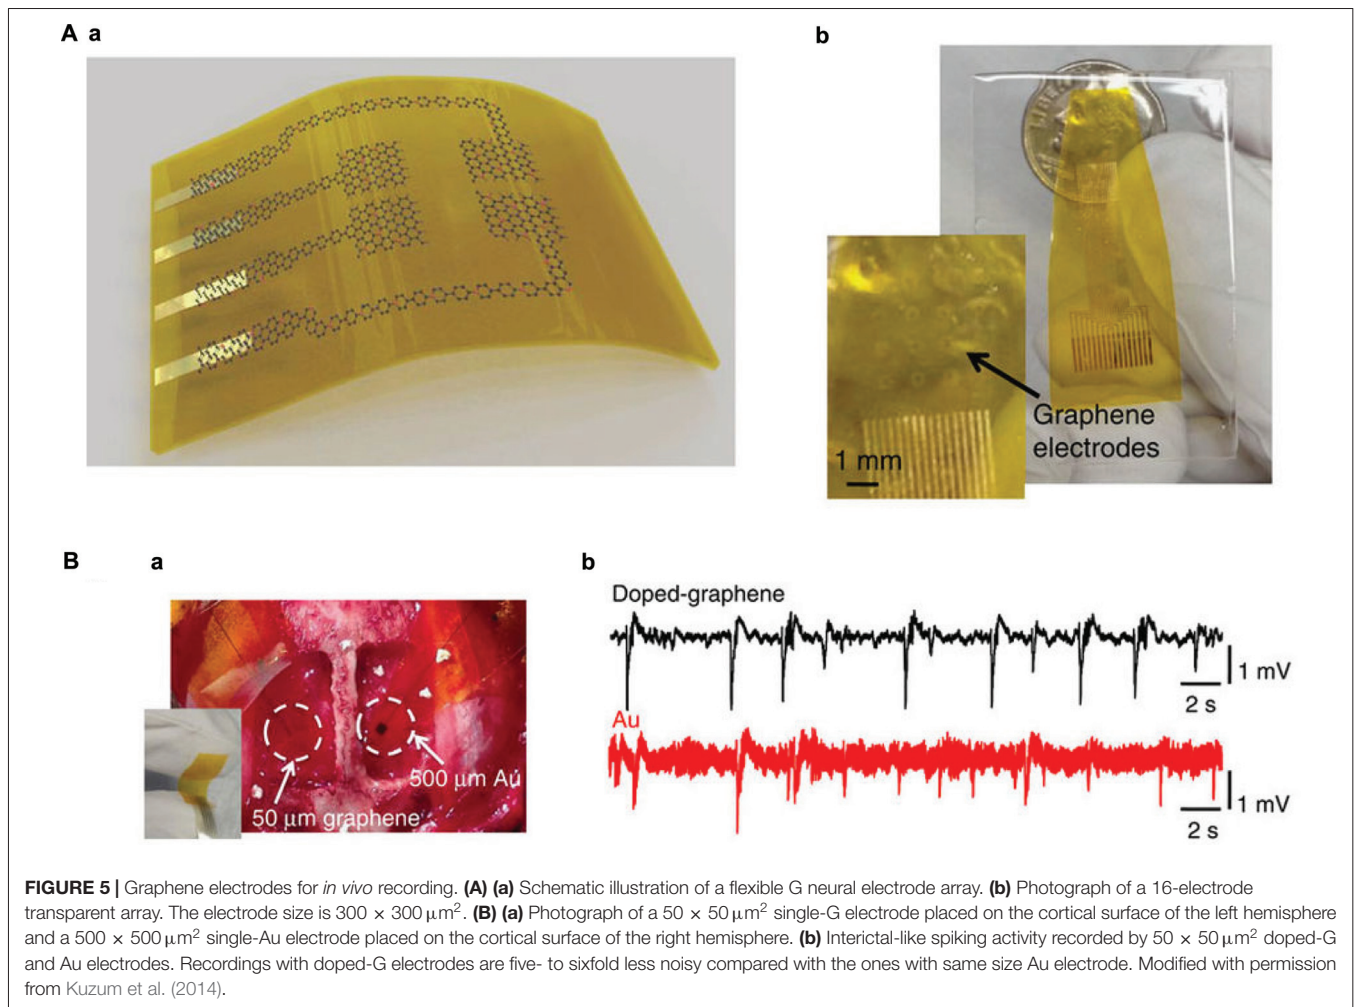 A a
b
LIBER
Graphene
electrodes
1 mm
B a
b
500 μm Au
50 μm graphene
Doped-graphene
1 mV
2 s
Au
1 mV
2 s
FIGURE 5 | Graphene electrodes for in vivo recording. (A) (a) Schematic illustration of a flexible G neural electrode array. (b) Photograph of a 16-electrode
transparent array. The electrode size is 300 × 300 μm². (B) (a) Photograph of a 50 × 50 μm² single-G electrode placed on the cortical surface of the left hemisphere
and a 500 × 500 μm² single-Au electrode placed on the cortical surface of the right hemisphere. (b) Interictal-like spiking activity recorded by 50 × 50 μm² doped-G
and Au electrodes. Recordings with doped-G electrodes are five- to sixfold less noisy compared with the ones with same size Au electrode. Modified with permission
from Kuzum et al. (2014).